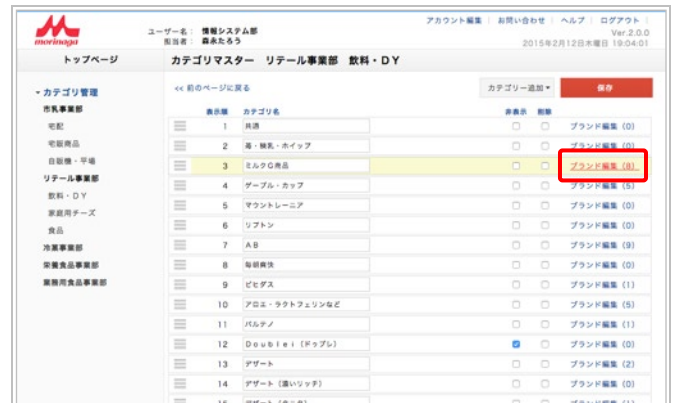 morinaga
ユーザー名： 情報システム部
担当者： 森永たろう
アカウント編集 | お問い合わせ | ヘルプ | ログアウト |
Ver.2.0.0
2015年2月12日木曜日 19:04:01
トップページ
カテゴリマスター リテール事業部 飲料・DY
カテゴリ管理
市乳事業部
宅配
宅販商品
自販機・平場
リテール事業部
飲料・DY
家庭用チーズ
食品
冷菓事業部
栄養食品事業部
業務用食品事業部
<< 前のページに戻る
カテゴリー追加
保存
表示順 カテゴリ名 非表示 削除
1 共通 ブランド編集 (0)
2 苺・練乳・ホイップ ブランド編集 (0)
3 ミルクG商品 ブランド編集 (8)
4 ゲーブル・カップ ブランド編集 (5)
5 マウントレーニア ブランド編集 (0)
6 リプトン ブランド編集 (0)
7 AB ブランド編集 (9)
8 毎朝爽快 ブランド編集 (0)
9 ビヒダス ブランド編集 (1)
10 アロエ・ラクトフェリンなど ブランド編集 (5)
11 パルテノ ブランド編集 (1)
12 Doublei（ドゥブレ） ブランド編集 (0)
13 デザート ブランド編集 (2)
14 デザート（濃いリッチ） ブランド編集 (0)